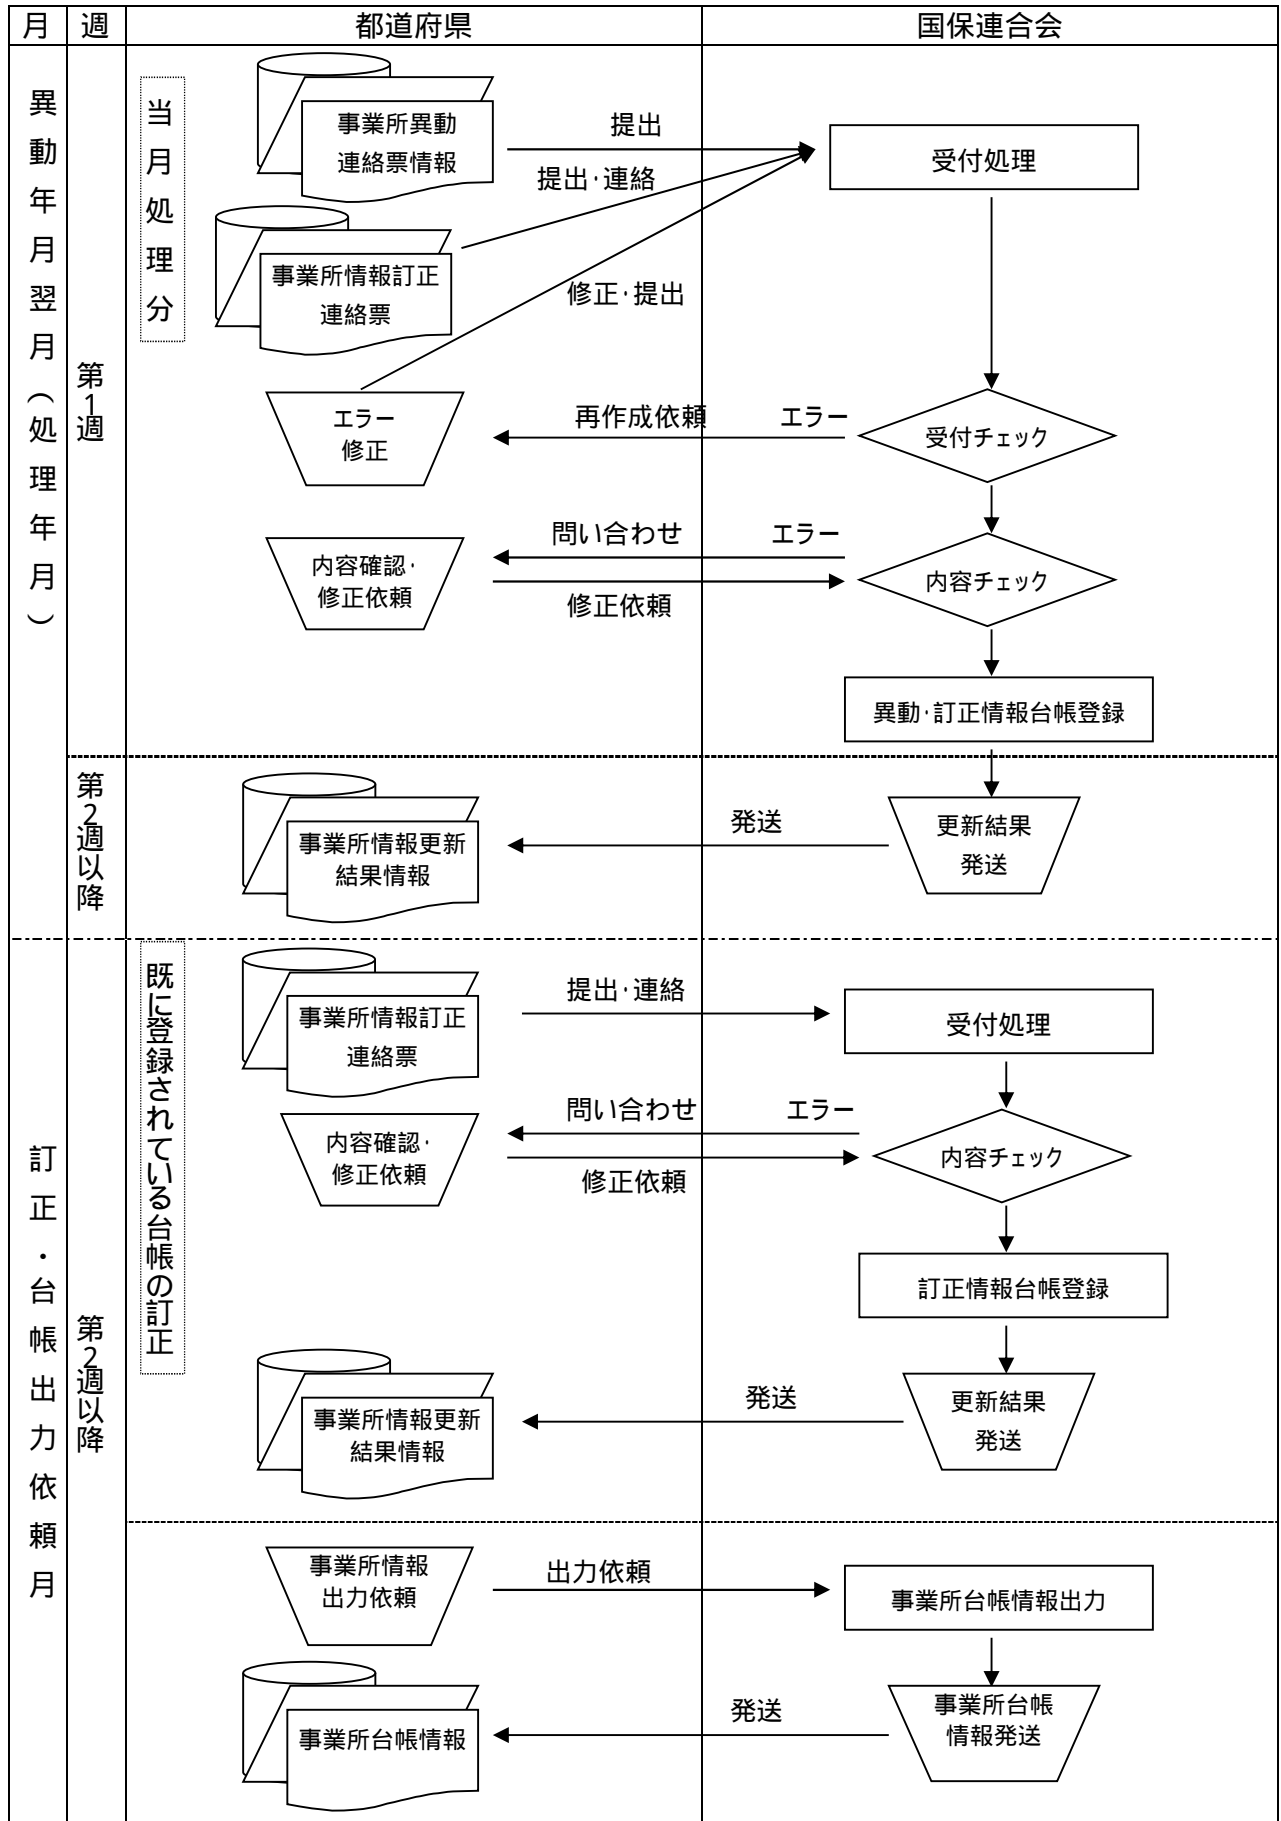 月
週
都道府県
国保連合会
異動年月翌月（処理年月）
第1週
当月処理分
事業所異動
連絡票情報
提出
受付処理
提出・連絡
事業所情報訂正
連絡票
修正・提出
エラー
修正
再作成依頼
エラー
受付チェック
内容確認・
修正依頼
問い合わせ
エラー
修正依頼
内容チェック
異動・訂正情報台帳登録
第2週以降
事業所情報更新
結果情報
発送
更新結果
発送
訂正・台帳出力依頼月
第2週以降
既に登録されている台帳の訂正
事業所情報訂正
連絡票
提出・連絡
受付処理
内容確認・
修正依頼
問い合わせ
エラー
修正依頼
内容チェック
訂正情報台帳登録
事業所情報更新
結果情報
発送
更新結果
発送
事業所情報
出力依頼
出力依頼
事業所台帳情報出力
事業所台帳情報
発送
事業所台帳
情報発送